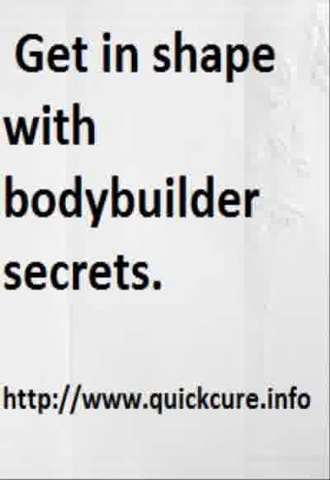 Get in shape
with
bodybuilder
secrets.
http://www.quickcure.info